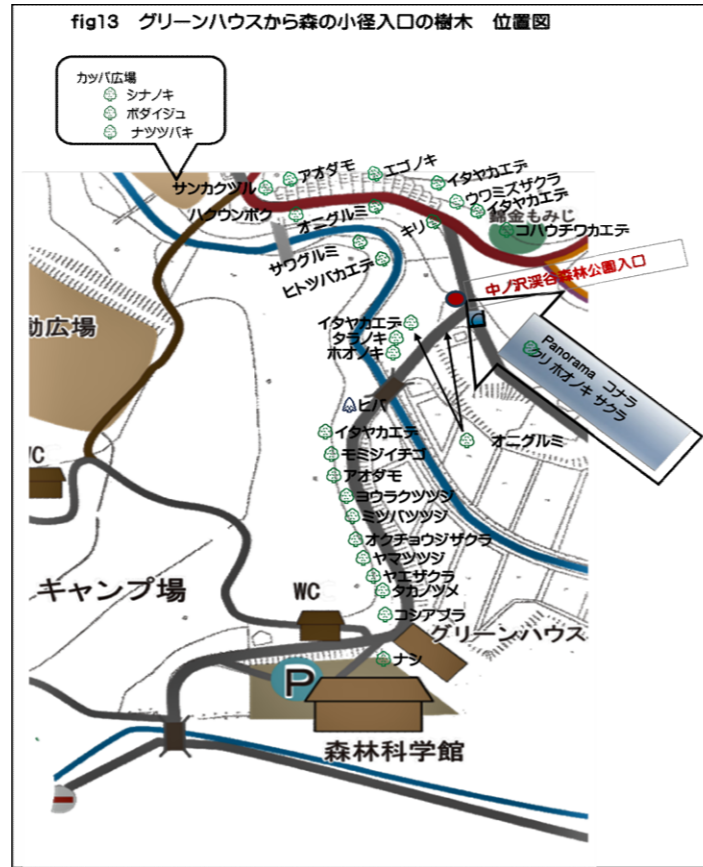 fig13 グリーンハウスから森の小径入口の樹木 位置図
カッパ広場
シナノキ
ボダイジュ
ナツツバキ
サンカクヅル
アオダモ
エゴノキ
イタヤカエデ
ウワミズザクラ
イタヤカエデ
錦金もみじ
コハウチワカエデ
ハクウンボク
オニグルミ
キリ
サワグルミ
ヒトツバカエデ
中ノ沢渓谷森林公園入口
イタヤカエデ
タラノキ
ホオノキ
Panorama コナラ
クリ ホオノキ サクラ
動広場
ヒバ
イタヤカエデ
オニグルミ
モミジイチゴ
WC
アオダモ
ヨウラクツツジ
ミツバツツジ
オクチョウジザクラ
ヤマツツジ
ヤエザクラ
キャンプ場
WC
タカノツメ
コシアブラ
グリーンハウス
ナシ
P
森林科学館